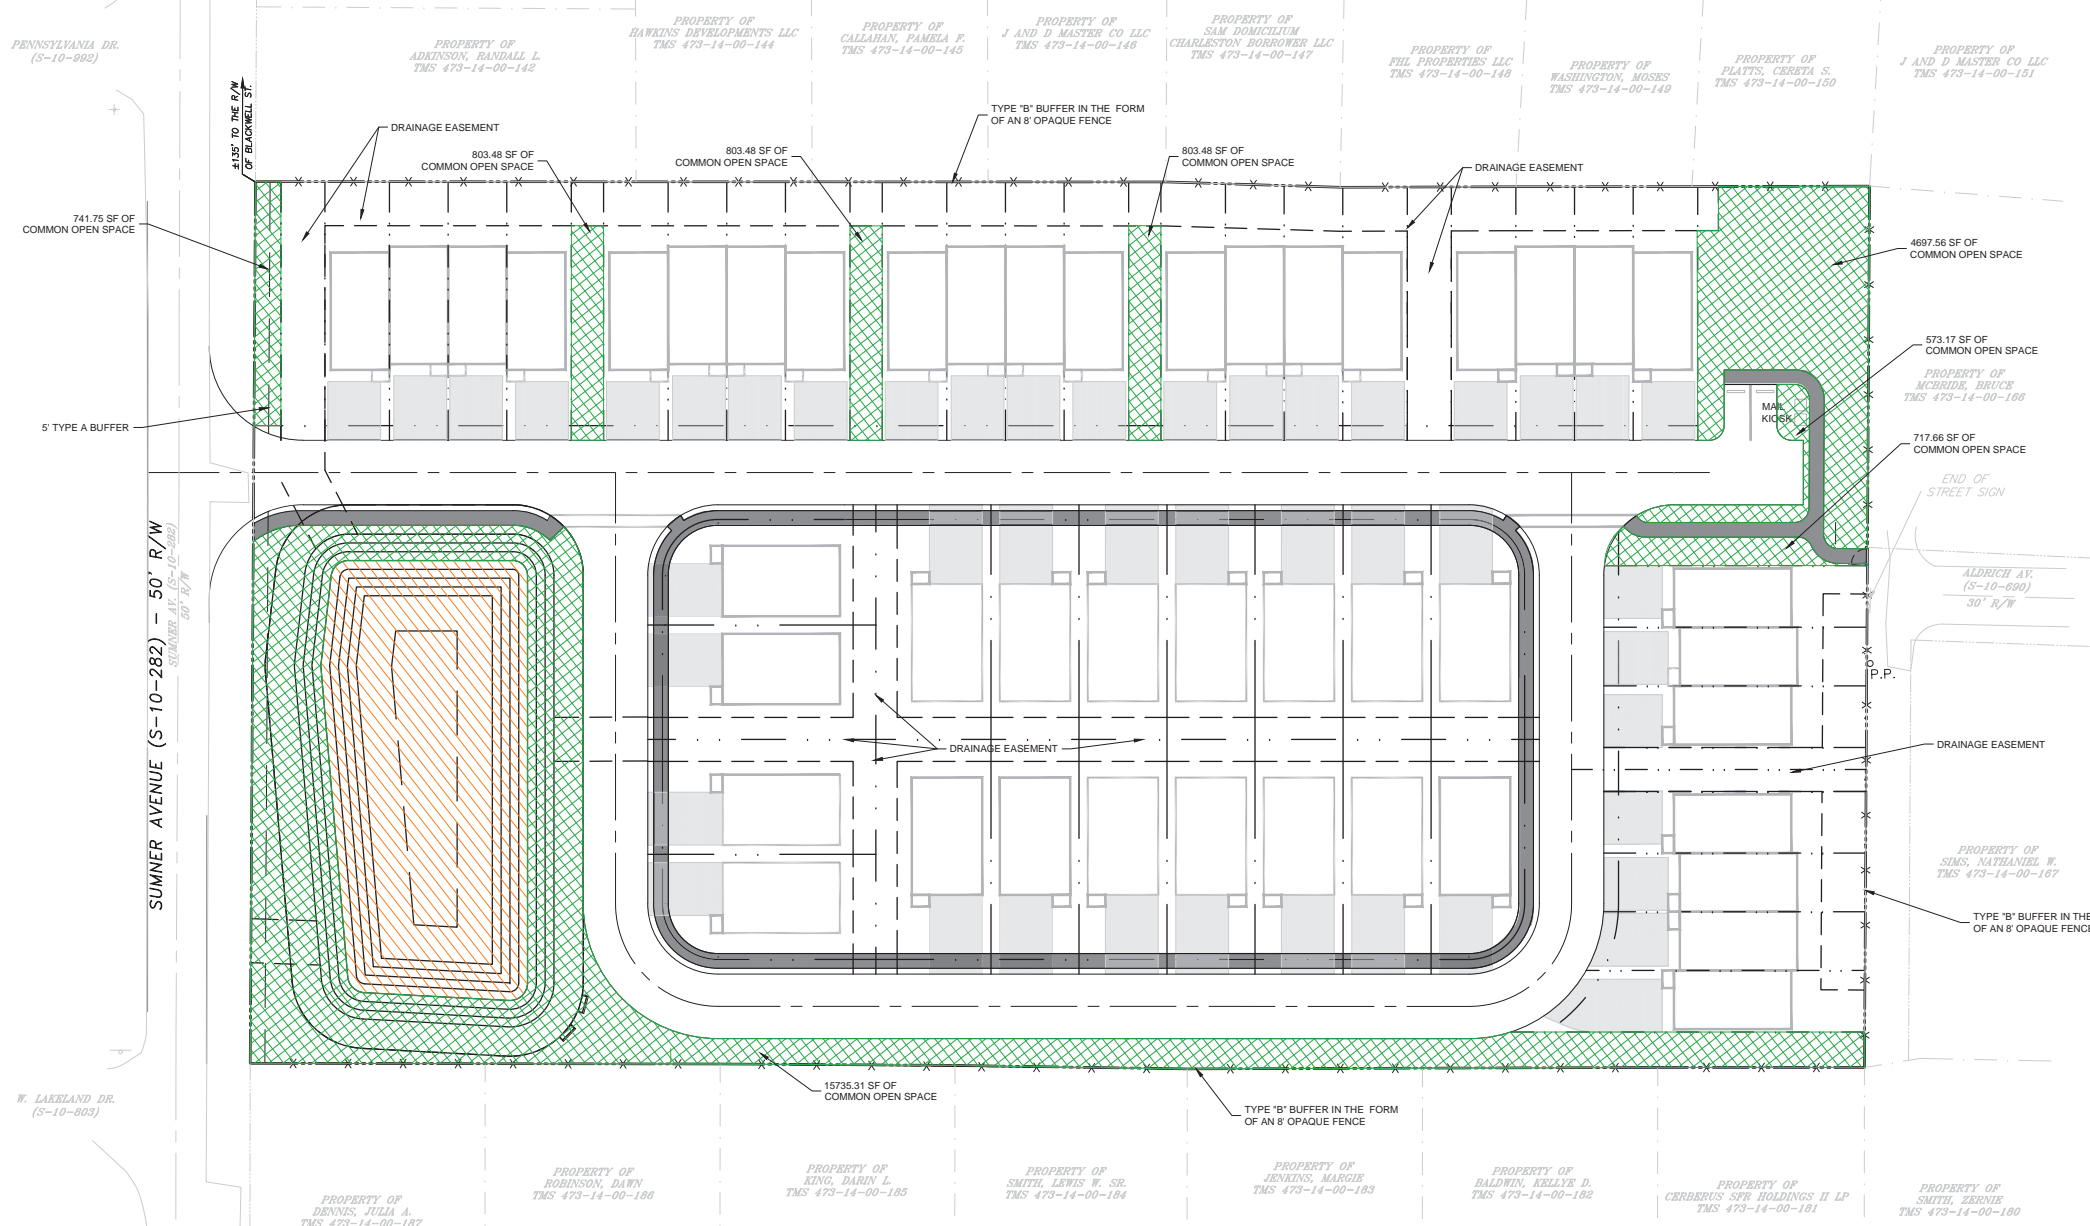 PENNSYLVANIA DR.
(S-10-992)
PROPERTY OF
ADKINSON, RANDALL L.
TMS 473-14-00-142
PROPERTY OF
HAWKINS DEVELOPMENTS LLC
TMS 473-14-00-144
PROPERTY OF
CALLAHAN, PAMELA F.
TMS 473-14-00-145
PROPERTY OF
J AND D MASTER CO LLC
TMS 473-14-00-146
PROPERTY OF
SAM DOMICILIUM
CHARLESTON BORROWER LLC
TMS 473-14-00-147
PROPERTY OF
FHL PROPERTIES LLC
TMS 473-14-00-148
PROPERTY OF
WASHINGTON, MOSES
TMS 473-14-00-149
PROPERTY OF
PLATTS, CERETA S.
TMS 473-14-00-150
PROPERTY OF
J AND D MASTER CO LLC
TMS 473-14-00-151
±135' TO THE R/W
OF BLACKWELL ST.
DRAINAGE EASEMENT
TYPE "B" BUFFER IN THE FORM
OF AN 8' OPAQUE FENCE
803.48 SF OF
COMMON OPEN SPACE
803.48 SF OF
COMMON OPEN SPACE
803.48 SF OF
COMMON OPEN SPACE
DRAINAGE EASEMENT
741.75 SF OF
COMMON OPEN SPACE
4697.56 SF OF
COMMON OPEN SPACE
573.17 SF OF
COMMON OPEN SPACE
PROPERTY OF
MCBRIDE, BRUCE
TMS 473-14-00-166
MAIL
KIOSK
5' TYPE A BUFFER
717.66 SF OF
COMMON OPEN SPACE
END OF
STREET SIGN
SUMNER AVENUE (S-10-282) - 50' R/W
SUMNER AV. (S-10-282)
50' R/W
ALDRICH AV.
(S-10-690)
30' R/W
P.P.
DRAINAGE EASEMENT
DRAINAGE EASEMENT
PROPERTY OF
SIMS, NATHANIEL W.
TMS 473-14-00-167
TYPE "B" BUFFER IN THE
OF AN 8' OPAQUE FENCE
15735.31 SF OF
COMMON OPEN SPACE
TYPE "B" BUFFER IN THE FORM
OF AN 8' OPAQUE FENCE
W. LAKELAND DR.
(S-10-803)
PROPERTY OF
DENNIS, JULIA A.
TMS 473-14-00-187
PROPERTY OF
ROBINSON, DAWN
TMS 473-14-00-186
PROPERTY OF
KING, DARIN L.
TMS 473-14-00-185
PROPERTY OF
SMITH, LEWIS W. SR.
TMS 473-14-00-184
PROPERTY OF
JENKINS, MARGIE
TMS 473-14-00-183
PROPERTY OF
BALDWIN, KELLYE D.
TMS 473-14-00-182
PROPERTY OF
CERBERUS SFR HOLDINGS II LP
TMS 473-14-00-181
PROPERTY OF
SMITH, ZERNIE
TMS 473-14-00-180